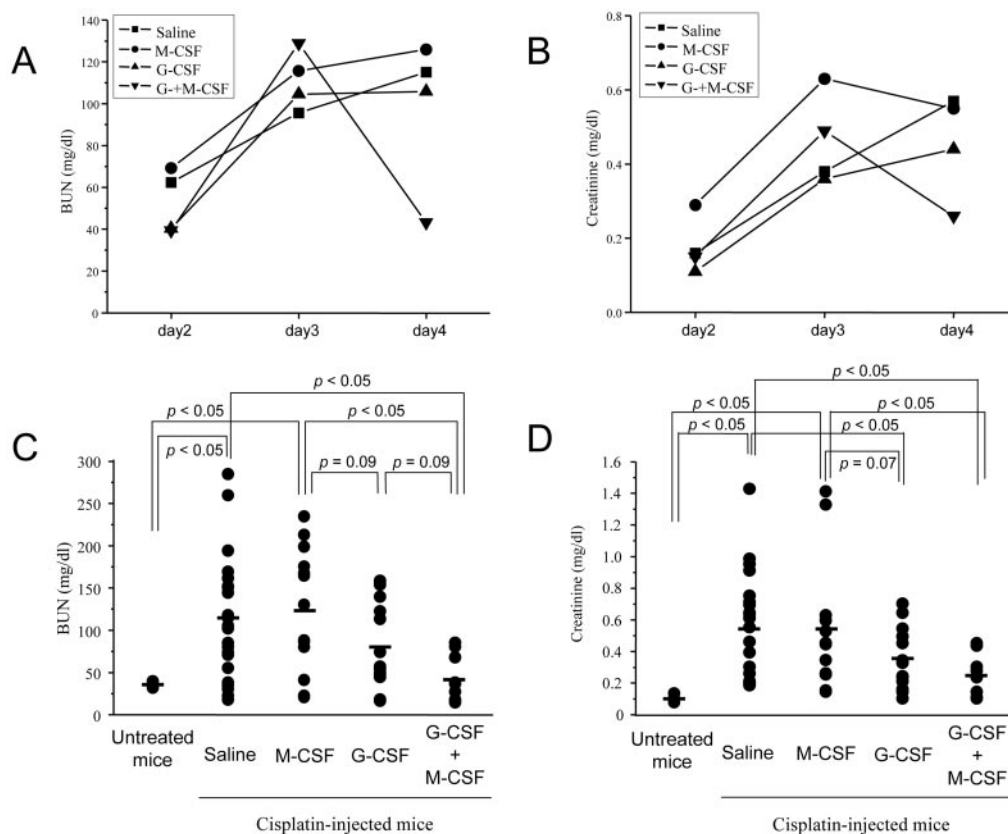 A
Saline
M-CSF
G-CSF
G-+M-CSF
140
120
100
80
60
40
20
0
BUN (mg/dl)
day2
day3
day4
B
Saline
M-CSF
G-CSF
G-+M-CSF
0.8
0.6
0.4
0.2
0.0
Creatinine (mg/dl)
day2
day3
day4
C
p < 0.05
p < 0.05
p < 0.05
p < 0.05
p = 0.09
p = 0.09
300
250
200
150
100
50
0
BUN (mg/dl)
Untreated
mice
Saline
M-CSF
G-CSF
G-CSF
+
M-CSF
Cisplatin-injected mice
D
p < 0.05
p < 0.05
p < 0.05
p < 0.05
p < 0.05
p = 0.07
1.6
1.4
1.2
1.0
0.8
0.6
0.4
0.2
0
Creatinine (mg/dl)
Untreated
mice
Saline
M-CSF
G-CSF
G-CSF
+
M-CSF
Cisplatin-injected mice